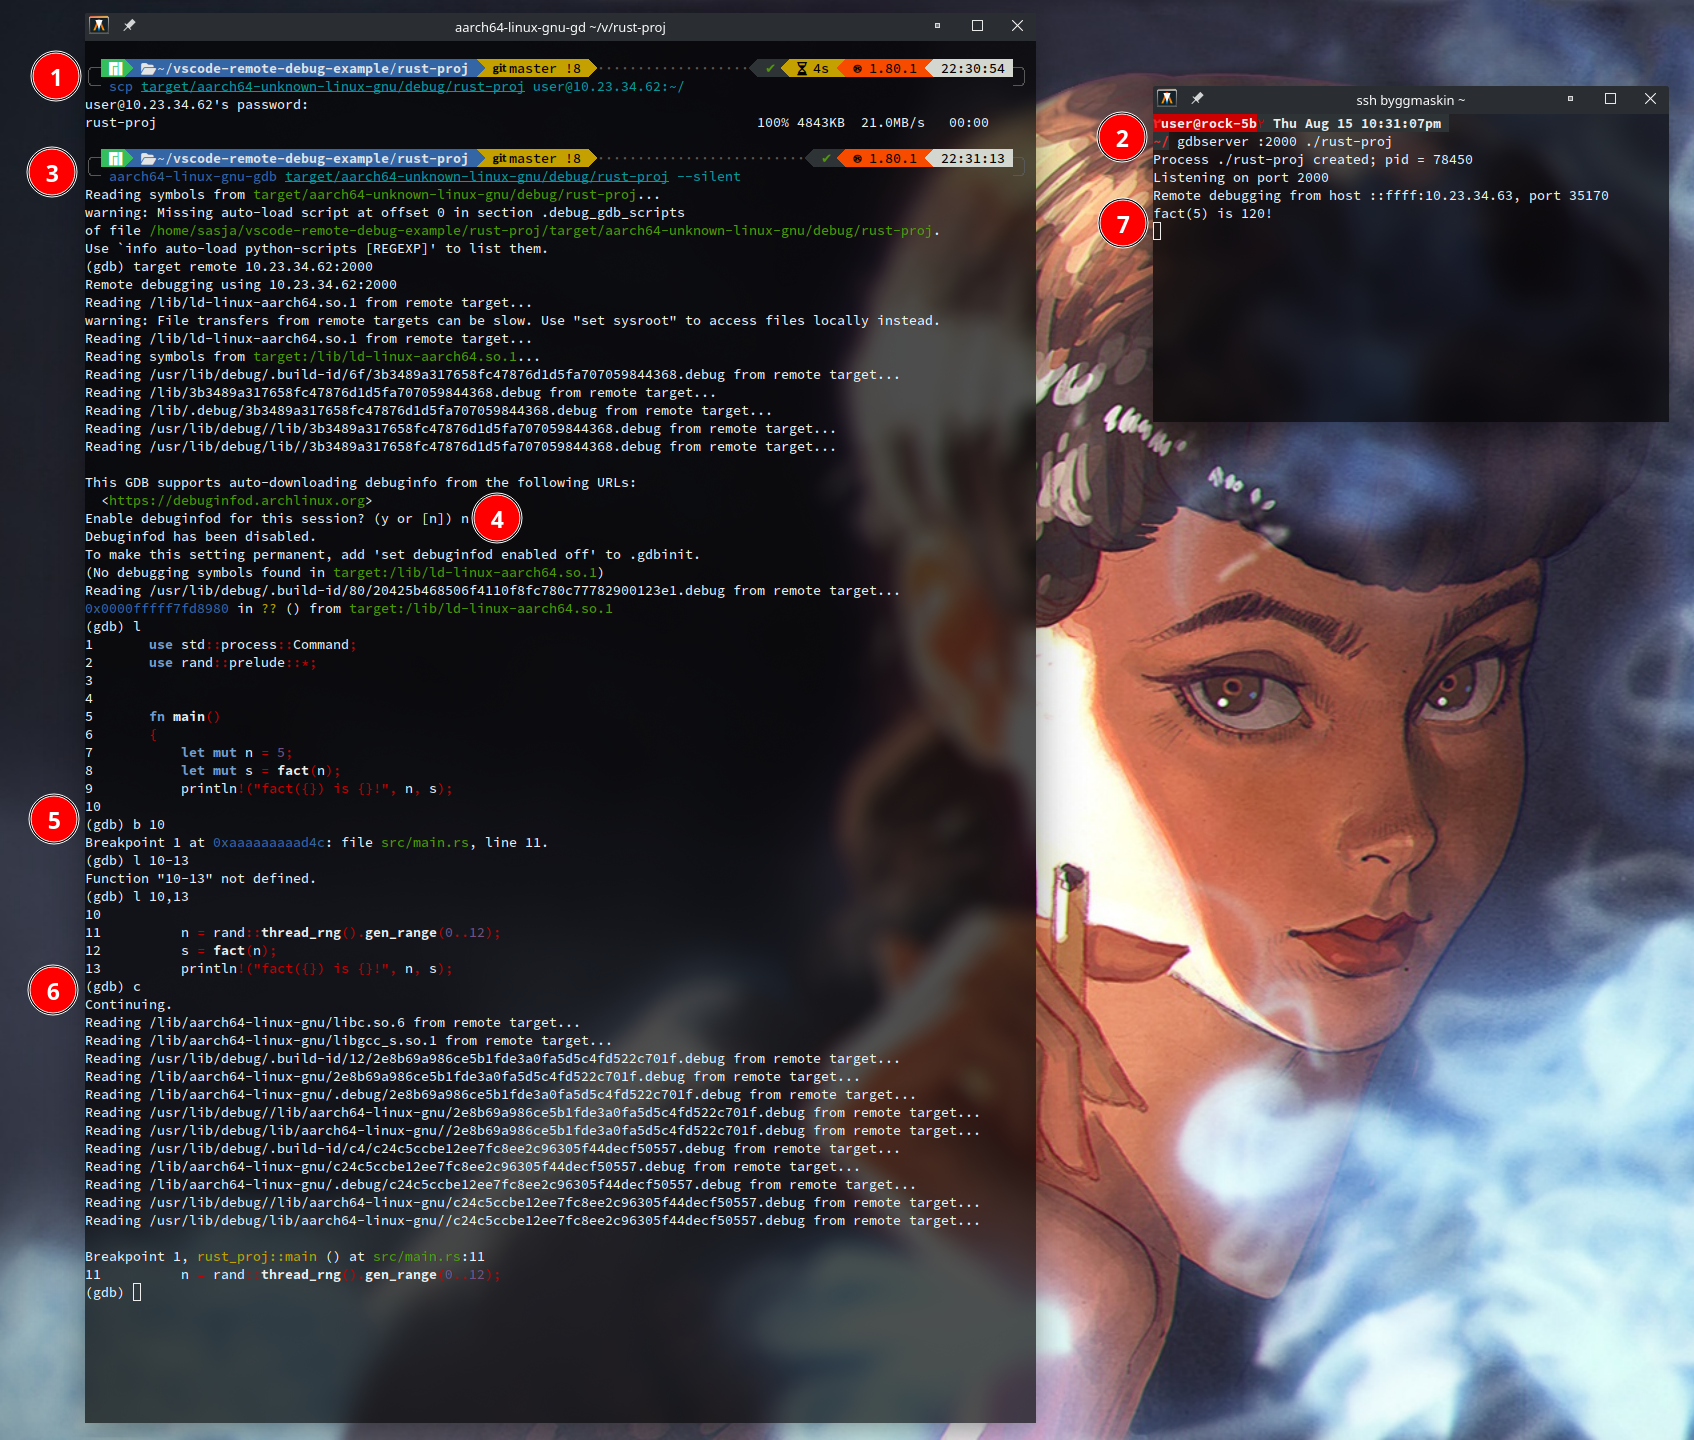 aarch64-linux-gnu-gd ~/v/rust-proj
1
~/vscode-remote-debug-example/rust-proj git master !8 ✔ 4s 1.80.1 22:30:54
scp target/aarch64-unknown-linux-gnu/debug/rust-proj user@10.23.34.62:~/
user@10.23.34.62's password:
rust-proj 100% 4843KB 21.0MB/s 00:00
3
~/vscode-remote-debug-example/rust-proj git master !8 ✔ 1.80.1 22:31:13
aarch64-linux-gnu-gdb target/aarch64-unknown-linux-gnu/debug/rust-proj --silent
Reading symbols from target/aarch64-unknown-linux-gnu/debug/rust-proj...
warning: Missing auto-load script at offset 0 in section .debug_gdb_scripts
of file /home/sasja/vscode-remote-debug-example/rust-proj/target/aarch64-unknown-linux-gnu/debug/rust-proj.
Use `info auto-load python-scripts [REGEXP]' to list them.
(gdb) target remote 10.23.34.62:2000
Remote debugging using 10.23.34.62:2000
Reading /lib/ld-linux-aarch64.so.1 from remote target...
warning: File transfers from remote targets can be slow. Use "set sysroot" to access files locally instead.
Reading /lib/ld-linux-aarch64.so.1 from remote target...
Reading symbols from target:/lib/ld-linux-aarch64.so.1...
Reading /usr/lib/debug/.build-id/6f/3b3489a317658fc47876d1d5fa707059844368.debug from remote target...
Reading /lib/3b3489a317658fc47876d1d5fa707059844368.debug from remote target...
Reading /lib/.debug/3b3489a317658fc47876d1d5fa707059844368.debug from remote target...
Reading /usr/lib/debug//lib/3b3489a317658fc47876d1d5fa707059844368.debug from remote target...
Reading /usr/lib/debug/lib//3b3489a317658fc47876d1d5fa707059844368.debug from remote target...
This GDB supports auto-downloading debuginfo from the following URLs:
<https://debuginfod.archlinux.org>
Enable debuginfod for this session? (y or [n]) n
4
Debuginfod has been disabled.
To make this setting permanent, add 'set debuginfod enabled off' to .gdbinit.
(No debugging symbols found in target:/lib/ld-linux-aarch64.so.1)
Reading /usr/lib/debug/.build-id/80/20425b468506f4110f8fc780c77782900123e1.debug from remote target...
0x0000fffff7fd8980 in ?? () from target:/lib/ld-linux-aarch64.so.1
(gdb) l
1 use std::process::Command;
2 use rand::prelude::*;
3
4
5 fn main()
6 {
7 let mut n = 5;
8 let mut s = fact(n);
9 println!("fact({}) is {}!", n, s);
10
5
(gdb) b 10
Breakpoint 1 at 0xaaaaaaaaad4c: file src/main.rs, line 11.
(gdb) l 10-13
Function "10-13" not defined.
(gdb) l 10,13
10
11 n = rand::thread_rng().gen_range(0..12);
12 s = fact(n);
13 println!("fact({}) is {}!", n, s);
6
(gdb) c
Continuing.
Reading /lib/aarch64-linux-gnu/libc.so.6 from remote target...
Reading /lib/aarch64-linux-gnu/libgcc_s.so.1 from remote target...
Reading /usr/lib/debug/.build-id/12/2e8b69a986ce5b1fde3a0fa5d5c4fd522c701f.debug from remote target...
Reading /lib/aarch64-linux-gnu/2e8b69a986ce5b1fde3a0fa5d5c4fd522c701f.debug from remote target...
Reading /lib/aarch64-linux-gnu/.debug/2e8b69a986ce5b1fde3a0fa5d5c4fd522c701f.debug from remote target...
Reading /usr/lib/debug//lib/aarch64-linux-gnu/2e8b69a986ce5b1fde3a0fa5d5c4fd522c701f.debug from remote target...
Reading /usr/lib/debug/lib/aarch64-linux-gnu//2e8b69a986ce5b1fde3a0fa5d5c4fd522c701f.debug from remote target...
Reading /usr/lib/debug/.build-id/c4/c24c5ccbe12ee7fc8ee2c96305f44decf50557.debug from remote target...
Reading /lib/aarch64-linux-gnu/c24c5ccbe12ee7fc8ee2c96305f44decf50557.debug from remote target...
Reading /lib/aarch64-linux-gnu/.debug/c24c5ccbe12ee7fc8ee2c96305f44decf50557.debug from remote target...
Reading /usr/lib/debug//lib/aarch64-linux-gnu/c24c5ccbe12ee7fc8ee2c96305f44decf50557.debug from remote target...
Reading /usr/lib/debug/lib/aarch64-linux-gnu//c24c5ccbe12ee7fc8ee2c96305f44decf50557.debug from remote target...
Breakpoint 1, rust_proj::main () at src/main.rs:11
11 n = rand::thread_rng().gen_range(0..12);
(gdb)
ssh byggmaskin ~
2
user@rock-5b Thu Aug 15 10:31:07pm
~/ gdbserver :2000 ./rust-proj
Process ./rust-proj created; pid = 78450
Listening on port 2000
Remote debugging from host ::ffff:10.23.34.63, port 35170
7
fact(5) is 120!